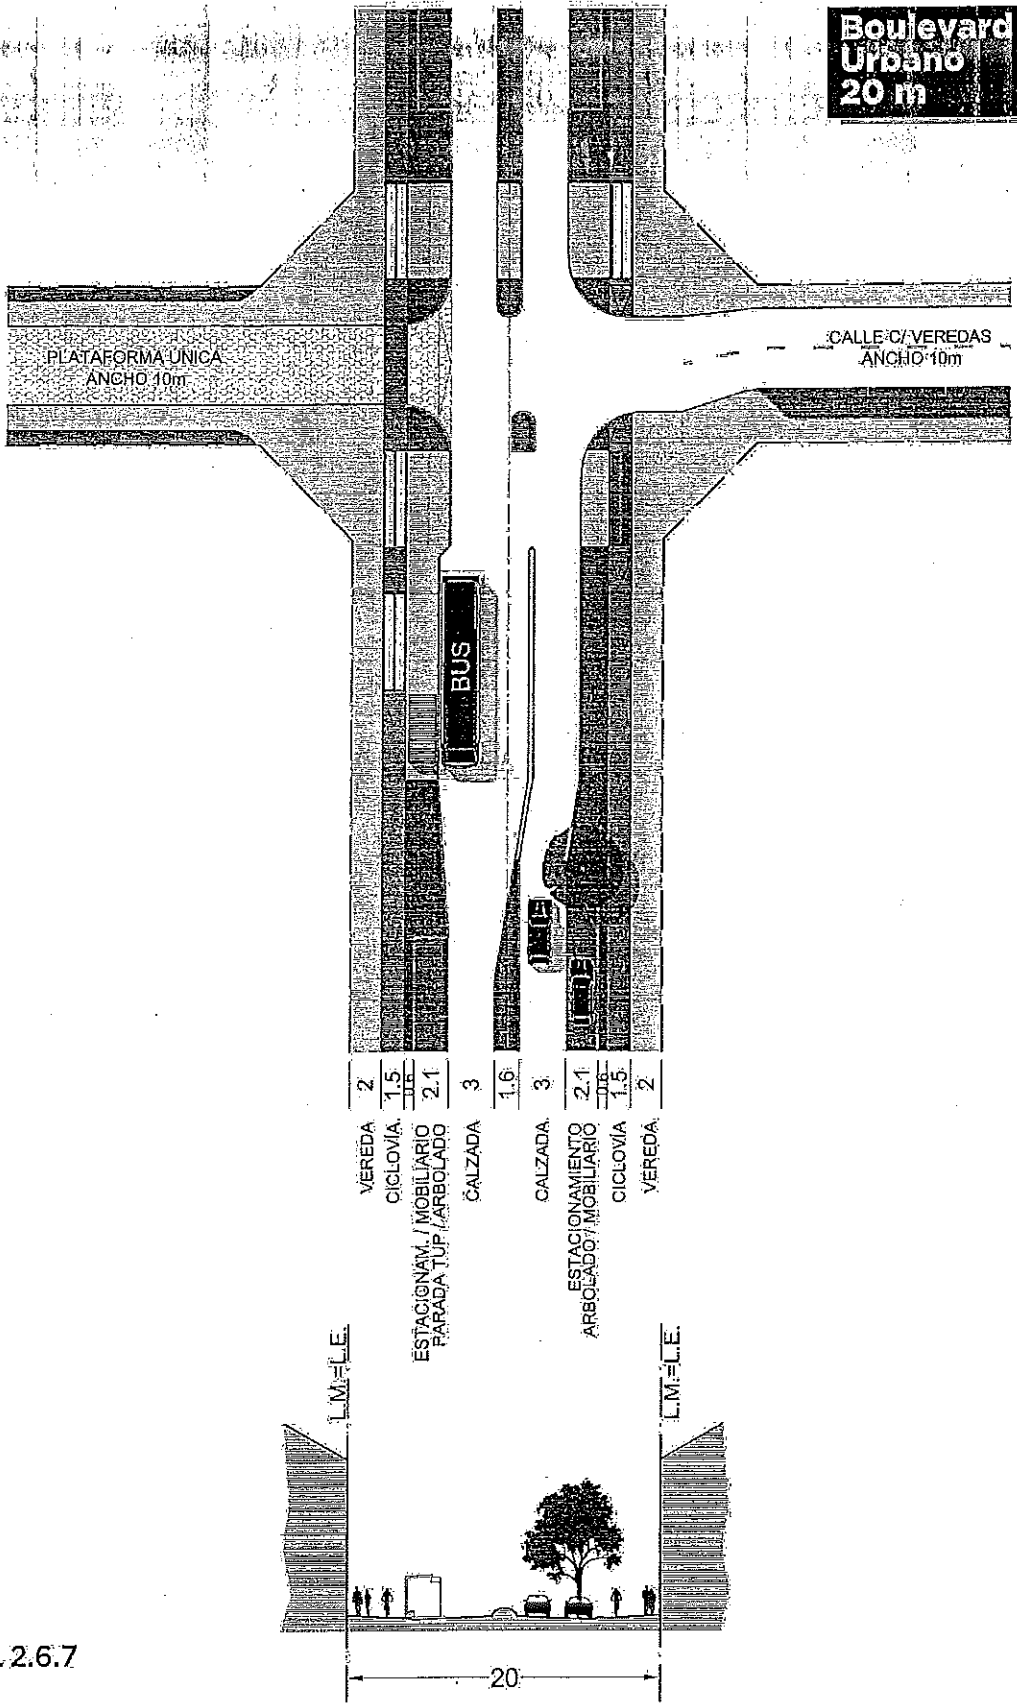 Boulevard
Urbano
20 m
PLATAFORMA UNICA
ANCHO 10m
CALLE C/ VEREDAS
ANCHO 10m
BUS
2
1.5
0.6
2.1
3
1.6
3
2.1
0.6
1.5
2
VEREDA.
CICLOVÍA.
ESTACIONAM. / MOBILIARIO
PARADA TUP / ARBOLADO
CALZADA
CALZADA.
ESTACIONAMIENTO
ARBOLADO / MOBILIARIO
CICLOVÍA
VEREDA.
L.M.=L.E.
L.M.=L.E.
20
. 2.6.7